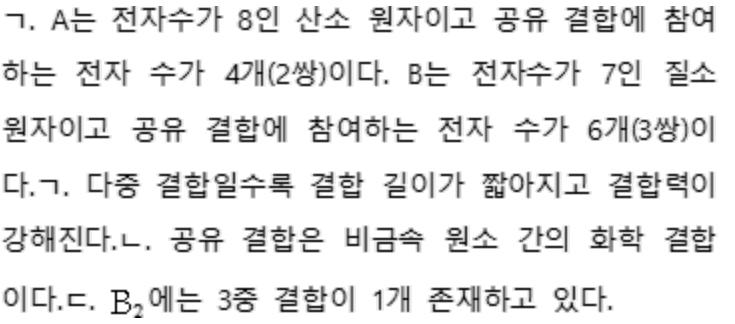 ㄱ. A는 전자수가 8인 산소 원자이고 공유 결합에 참여
하는 전자 수가 4개(2쌍)이다. B는 전자수가 7인 질소
원자이고 공유 결합에 참여하는 전자 수가 6개(3쌍)이
다.ㄱ. 다중 결합일수록 결합 길이가 짧아지고 결합력이
강해진다.ㄴ. 공유 결합은 비금속 원소 간의 화학 결합
이다.ㄷ. B₂에는 3중 결합이 1개 존재하고 있다.